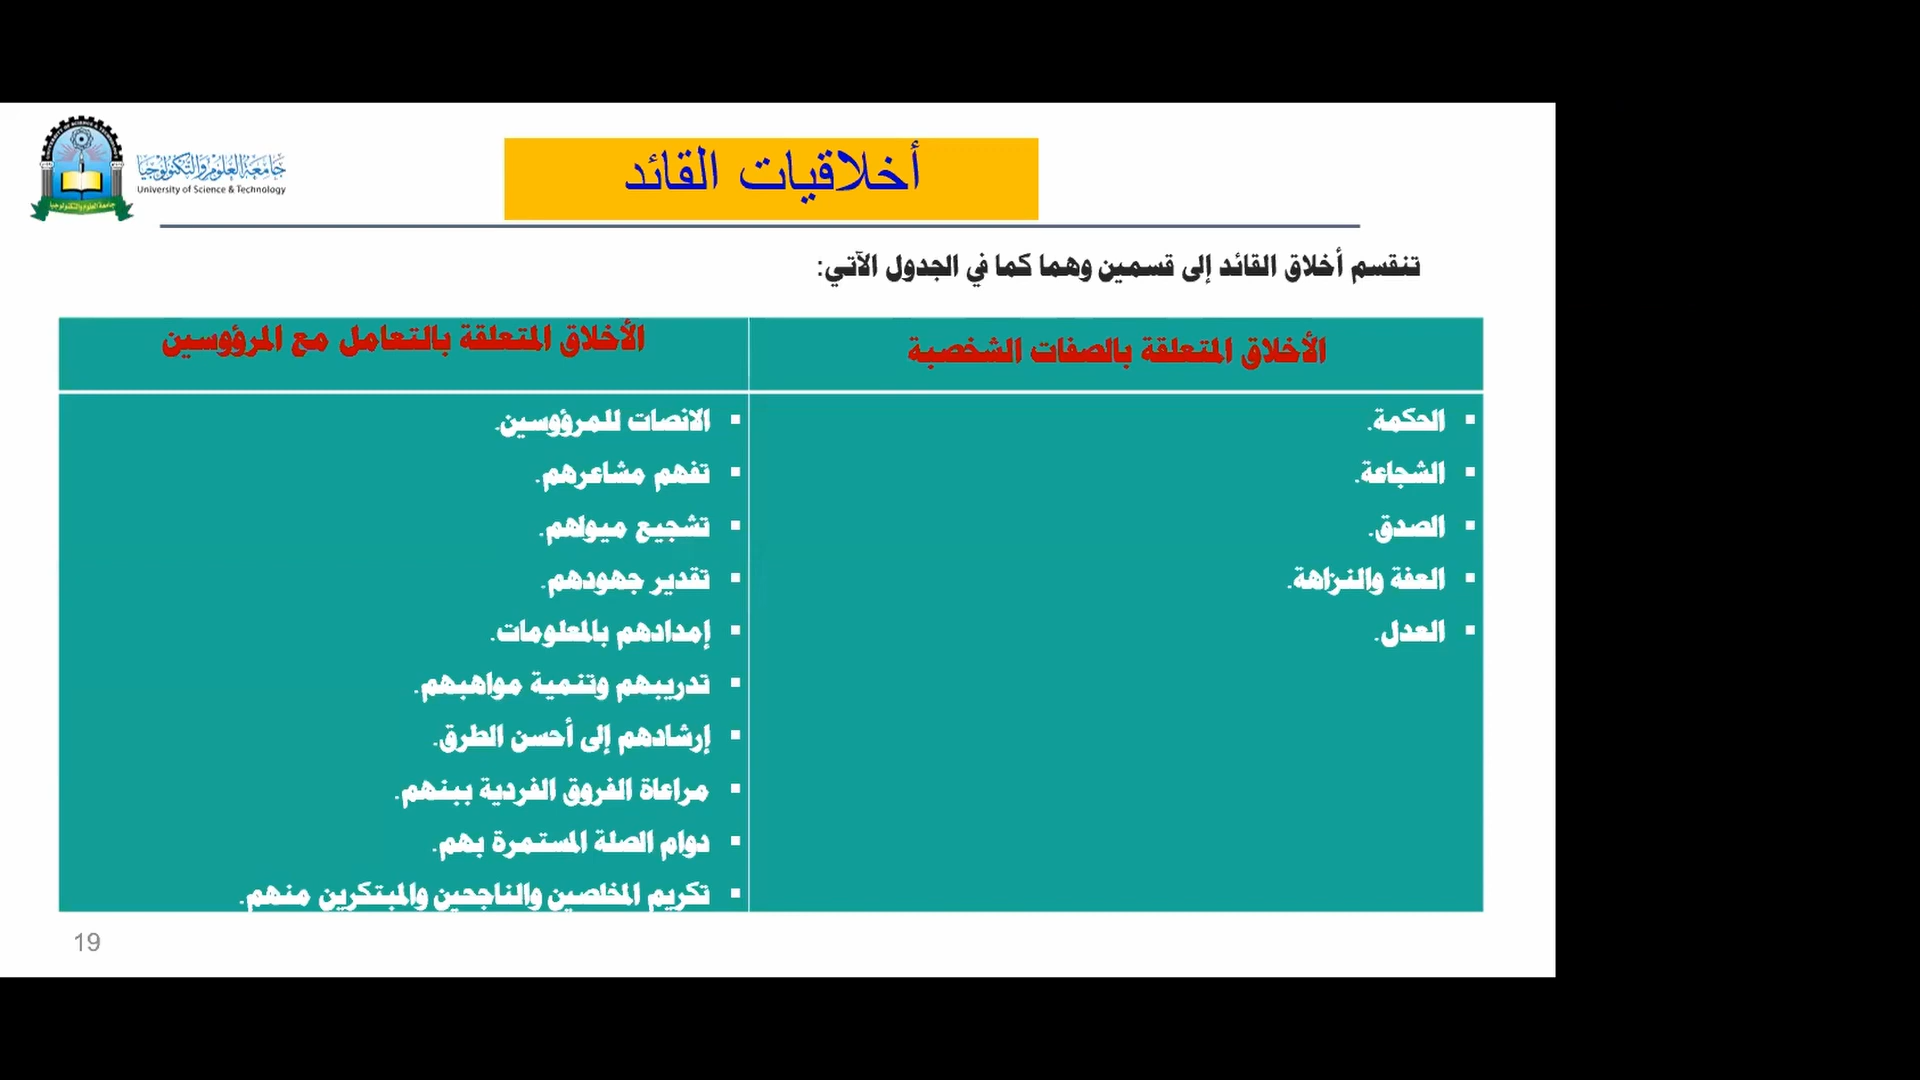 جامعة العلوم والتكنولوجيا
University of Science & Technology
أخلاقيات القائد
تنقسم أخلاق القائد إلى قسمين وهما كما في الجدول الآتي:
الأخلاق المتعلقة بالصفات الشخصية
الأخلاق المتعلقة بالتعامل مع المرؤوسين
▪ الحكمة.
▪ الشجاعة.
▪ الصدق.
▪ العفة والنزاهة.
▪ العدل.
▪ الانصات للمرؤوسين.
▪ تفهم مشاعرهم.
▪ تشجيع ميولهم.
▪ تقدير جهودهم.
▪ إمدادهم بالمعلومات.
▪ تدريبهم وتنمية مواهبهم.
▪ إرشادهم إلى أحسن الطرق.
▪ مراعاة الفروق الفردية ببنهم.
▪ دوام الصلة المستمرة بهم.
▪ تكريم المخلصين والناجحين والمبتكرين منهم.
19